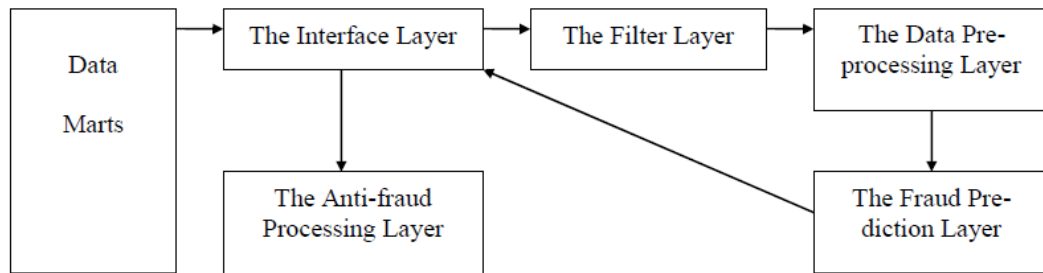 Data
Marts
The Interface Layer
The Filter Layer
The Data Pre-
processing Layer
The Anti-fraud
Processing Layer
The Fraud Pre-
diction Layer